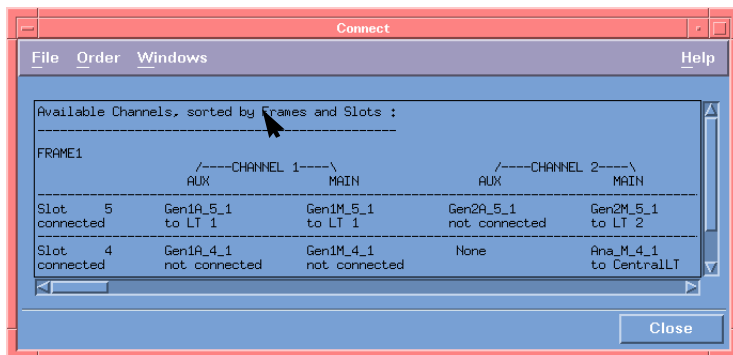 Connect
File Order Windows Help
Available Channels, sorted by Frames and Slots :
------------------------------------------------
FRAME1
/----CHANNEL 1----\ /----CHANNEL 2----\
AUX MAIN AUX MAIN
Slot 5 Gen1A_5_1 Gen1M_5_1 Gen2A_5_1 Gen2M_5_1
connected to LT 1 to LT 1 not connected to LT 2
Slot 4 Gen1A_4_1 Gen1M_4_1 None Ana_M_4_1
connected not connected not connected to CentralLT
Close